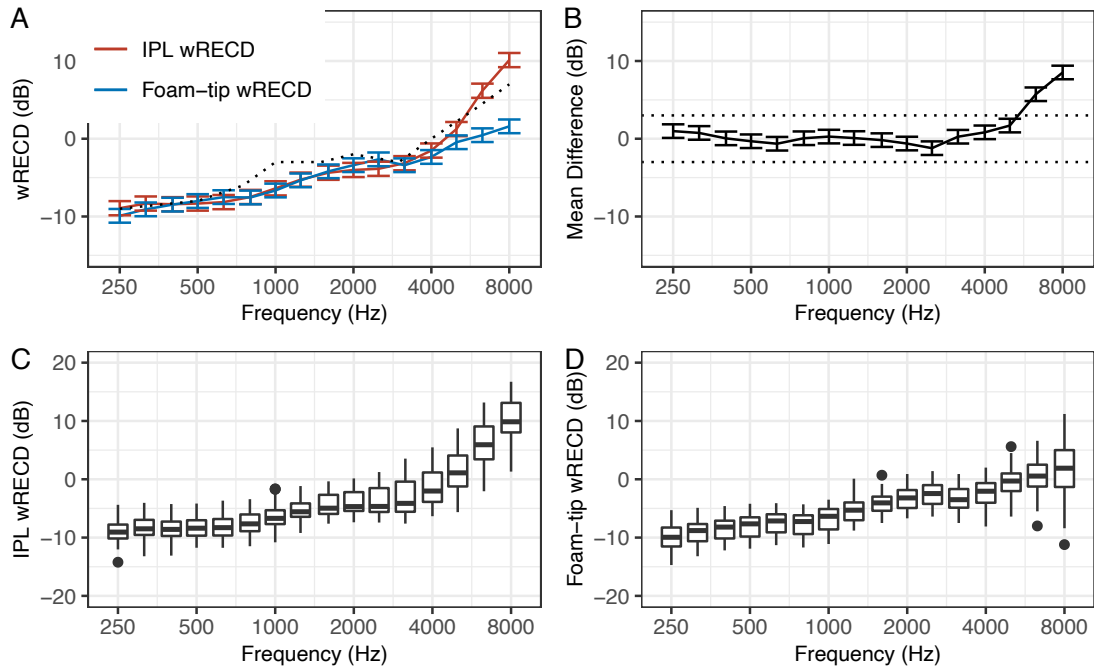 A
IPL wRECD
Foam−tip wRECD
wRECD (dB)
10
0
−10
250 500 1000 2000 4000 8000
Frequency (Hz)
B
Mean Difference (dB)
10
0
−10
250 500 1000 2000 4000 8000
Frequency (Hz)
C
IPL wRECD (dB)
20
10
0
−10
−20
250 500 1000 2000 4000 8000
Frequency (Hz)
D
Foam−tip wRECD (dB)
20
10
0
−10
−20
250 500 1000 2000 4000 8000
Frequency (Hz)